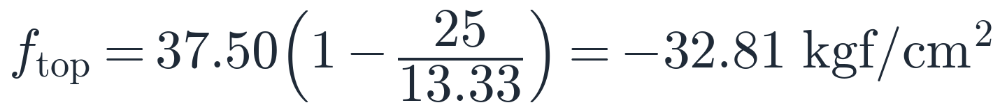 f_top = 37.50(1 − 25/13.33) = −32.81 kgf/cm²